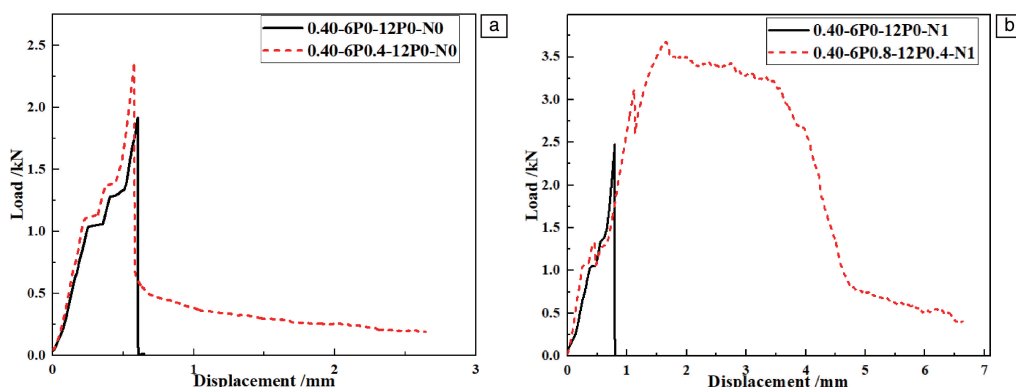 a
0.40-6P0-12P0-N0
0.40-6P0.4-12P0-N0
2.5
2.0
1.5
1.0
0.5
0.0
Load /kN
0 1 2 3
Displacement /mm
b
0.40-6P0-12P0-N1
0.40-6P0.8-12P0.4-N1
3.5
3.0
2.5
2.0
1.5
1.0
0.5
0.0
Load /kN
0 1 2 3 4 5 6 7
Displacement /mm